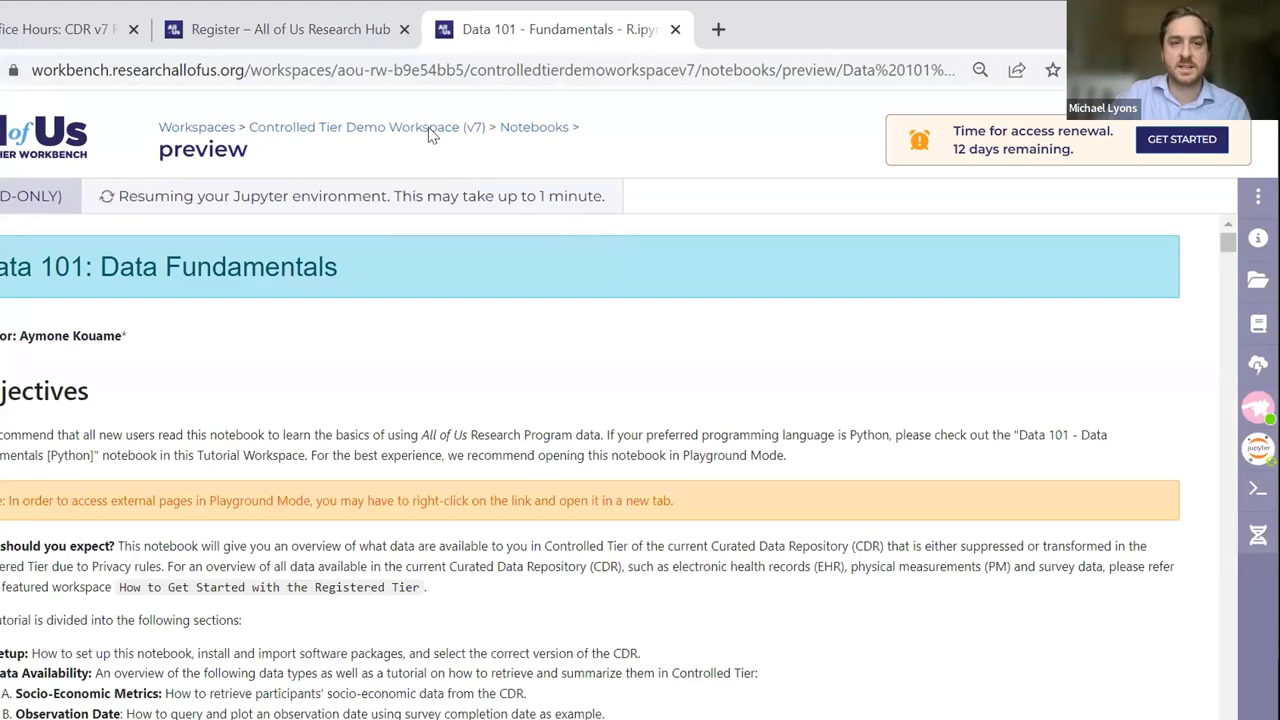 ice Hours: CDR v7 F
Register – All of Us Research Hub
Data 101 - Fundamentals - R.ipyn
workbench.researchallofus.org/workspaces/aou-rw-b9e54bb5/controlledtierdemoworkspacev7/notebooks/preview/Data%20101%...
Michael Lyons
of Us
HER WORKBENCH
Workspaces > Controlled Tier Demo Workspace (v7) > Notebooks >
preview
Time for access renewal.
12 days remaining.
GET STARTED
D-ONLY)
Resuming your Jupyter environment. This may take up to 1 minute.
ata 101: Data Fundamentals
or: Aymone Kouame*
jectives
commend that all new users read this notebook to learn the basics of using All of Us Research Program data. If your preferred programming language is Python, please check out the "Data 101 - Data
mentals [Python]" notebook in this Tutorial Workspace. For the best experience, we recommend opening this notebook in Playground Mode.
e: In order to access external pages in Playground Mode, you may have to right-click on the link and open it in a new tab.
should you expect? This notebook will give you an overview of what data are available to you in Controlled Tier of the current Curated Data Repository (CDR) that is either suppressed or transformed in the
ered Tier due to Privacy rules. For an overview of all data available in the current Curated Data Repository (CDR), such as electronic health records (EHR), physical measurements (PM) and survey data, please refer
featured workspace How to Get Started with the Registered Tier .
utorial is divided into the following sections:
etup: How to set up this notebook, install and import software packages, and select the correct version of the CDR.
ata Availability: An overview of the following data types as well as a tutorial on how to retrieve and summarize them in Controlled Tier:
A. Socio-Economic Metrics: How to retrieve participants' socio-economic data from the CDR.
B. Observation Date: How to query and plot an observation date using survey completion date as example.
jupyter